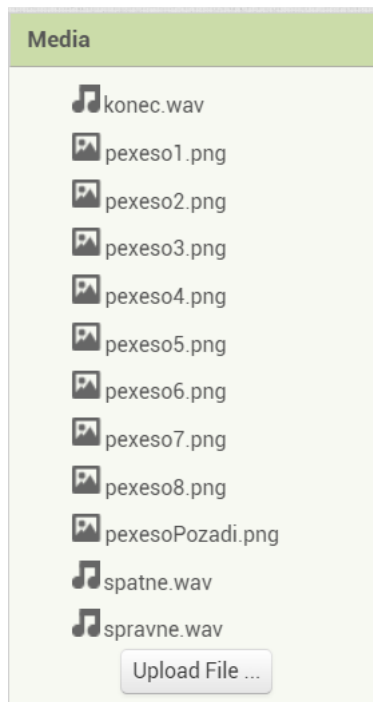 Media
konec.wav
pexeso1.png
pexeso2.png
pexeso3.png
pexeso4.png
pexeso5.png
pexeso6.png
pexeso7.png
pexeso8.png
pexesoPozadi.png
spatne.wav
spravne.wav
Upload File ...